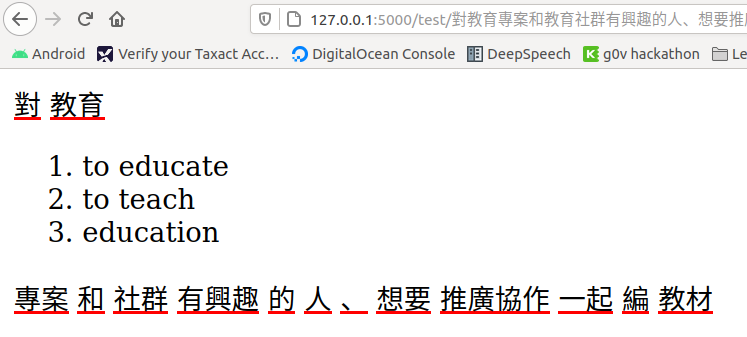 127.0.0.1:5000/test/對教育專案和教育社群有興趣的人、想要推
Android Verify your Taxact Acc… DigitalOcean Console DeepSpeech g0v hackathon Le
對 教育
1. to educate
2. to teach
3. education
專案 和 社群 有興趣 的 人 、 想要 推廣協作 一起 編 教材